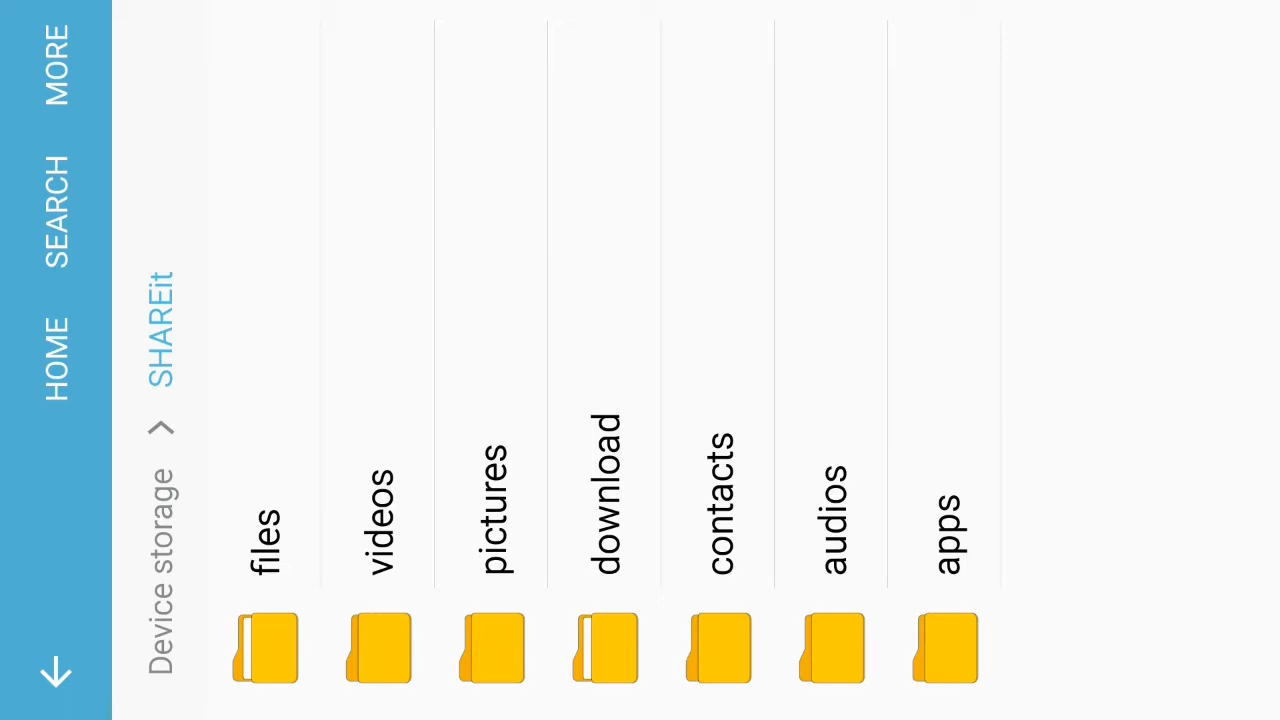 HOME SEARCH MORE
Device storage SHAREit
files
videos
pictures
download
contacts
audios
apps